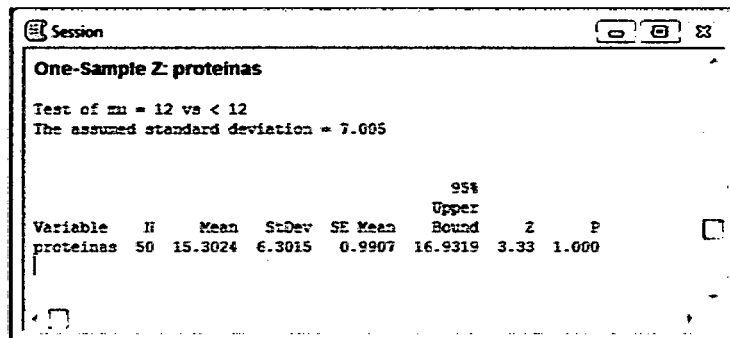 Session
One-Sample Z: proteinas
Test of mu = 12 vs < 12
The assumed standard deviation = 7.005
95%
Upper
Variable N Mean StDev SE Mean Bound Z P
proteinas 50 15.3024 6.3015 0.9907 16.9319 3.33 1.000